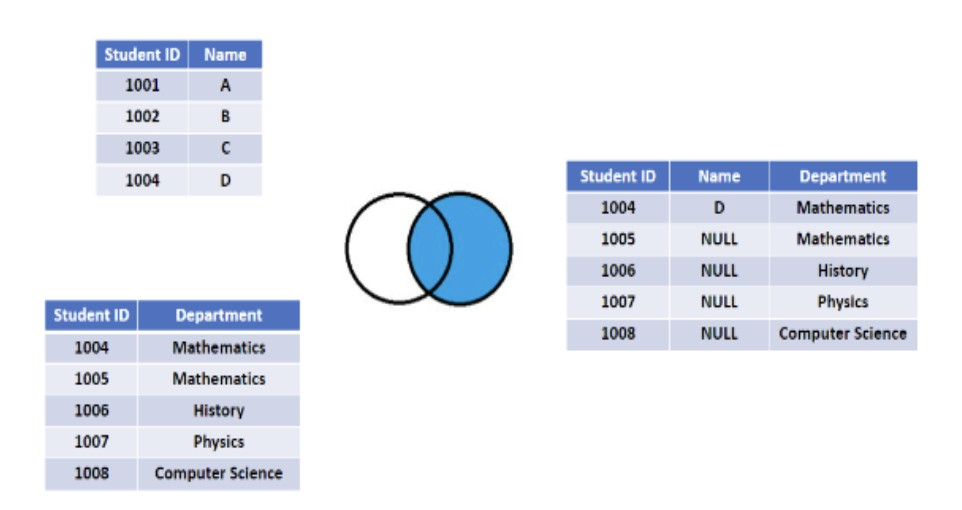 Student ID Name
1001 A
1002 B
1003 C
1004 D
Student ID Department
1004 Mathematics
1005 Mathematics
1006 History
1007 Physics
1008 Computer Science
Student ID Name Department
1004 D Mathematics
1005 NULL Mathematics
1006 NULL History
1007 NULL Physics
1008 NULL Computer Science